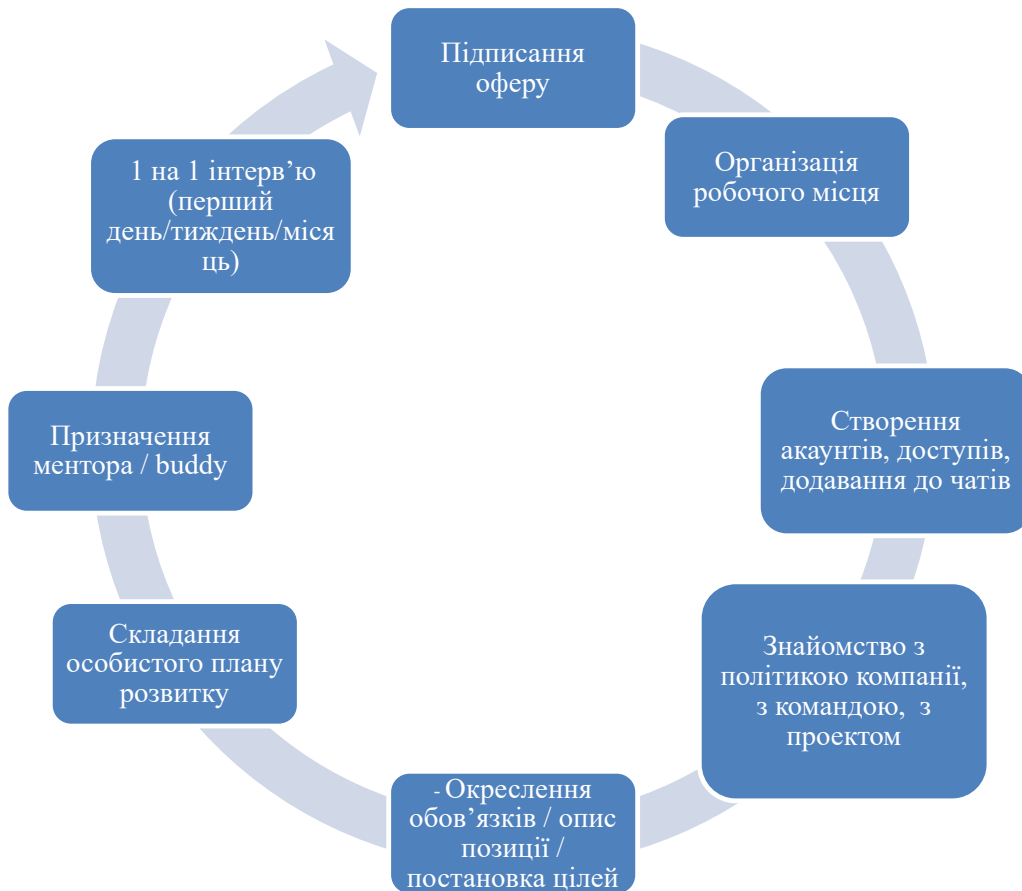 Підписання
оферу
Організація
робочого місця
Створення
акаунтів, доступів,
додавання до чатів
Знайомство з
політикою компанії,
з командою,  з
проектом
- Окреслення
обов’язків / опис
позиції /
постановка цілей
Складання
особистого плану
розвитку
Призначення
ментора / buddy
1 на 1 інтерв’ю
(перший
день/тиждень/міся
ць)